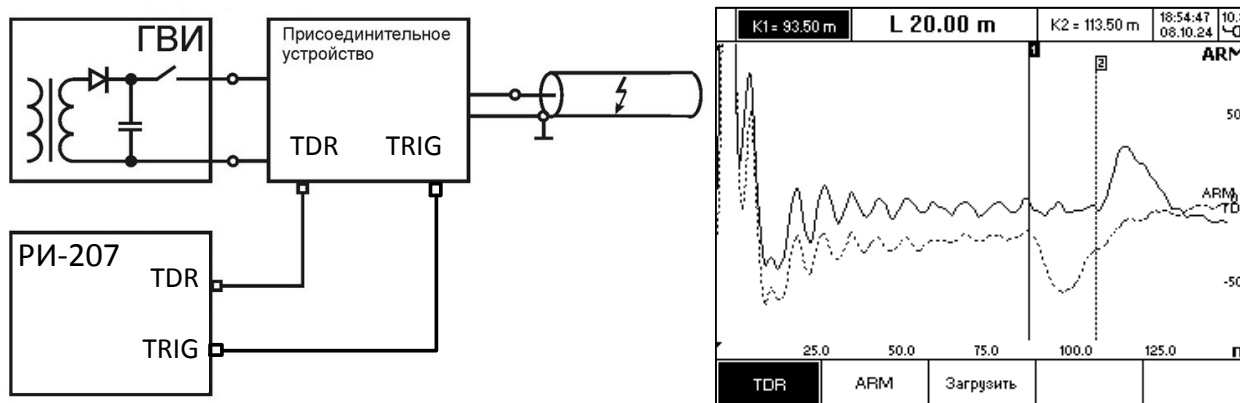 ГВИ
Присоединительное
устройство
TDR TRIG
РИ-207
TDR
TRIG
K1 = 93.50 m
L 20.00 m
K2 = 113.50 m
18:54:47
08.10.24
ARM
1
2
50
ARM
TD
-50
25.0 50.0 75.0 100.0 125.0
TDR
ARM
Загрузить